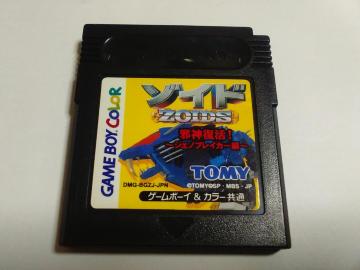 GAME BOY COLOR
ゾイド
ZOIDS
邪神復活!
〜ジェノブレイカー編〜
TOMY
DMG-BGZJ-JPN
©TOMY©SP・MBS・JP
ゲームボーイ&カラー共通